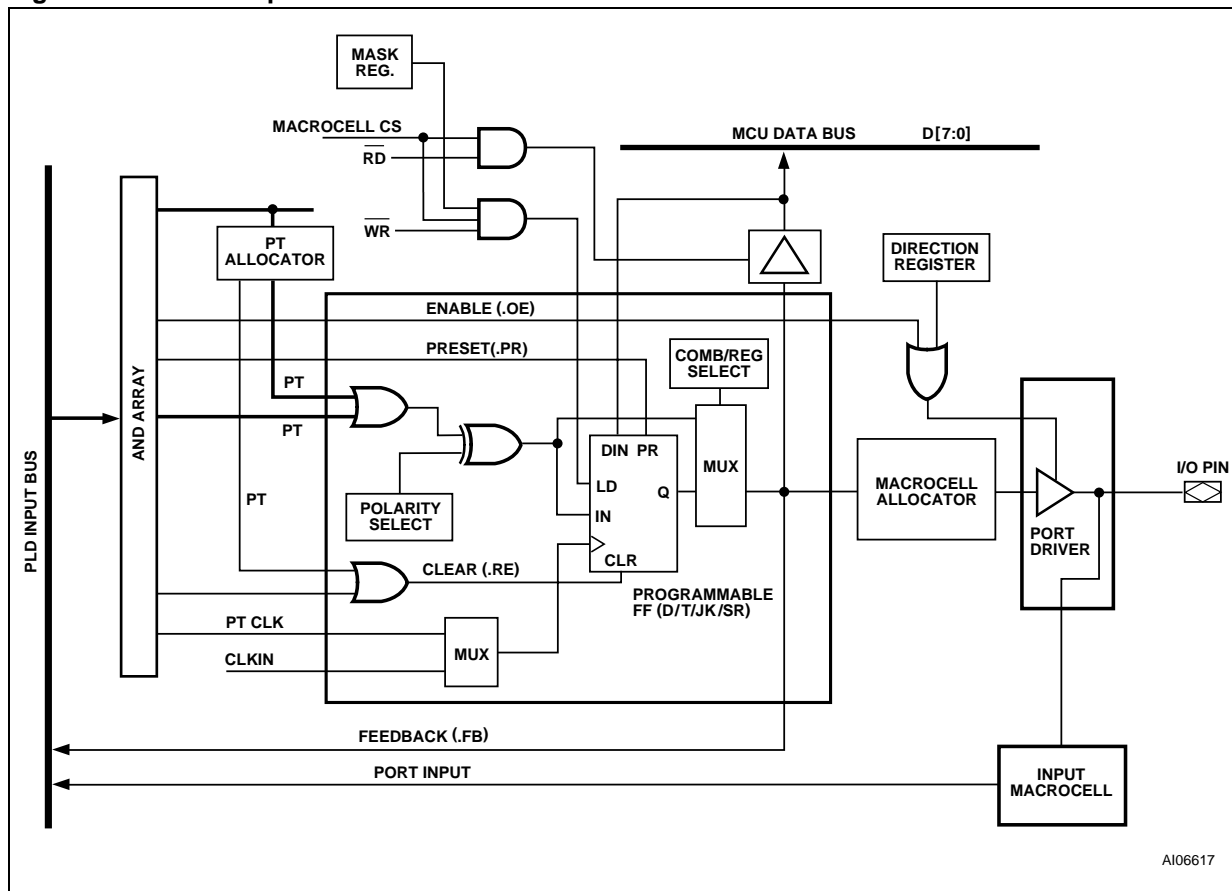 MASK
REG.
MACROCELL CS
RD
WR
MCU DATA BUS D[7:0]
PT
ALLOCATOR
DIRECTION
REGISTER
ENABLE (.OE)
PRESET(.PR)
COMB/REG
SELECT
PT
PT
PT
AND ARRAY
PLD INPUT BUS
POLARITY
SELECT
DIN PR
LD
IN
Q
CLR
MUX
MACROCELL
ALLOCATOR
I/O PIN
PORT
DRIVER
CLEAR (.RE)
PROGRAMMABLE
FF (D/T/JK/SR)
PT CLK
CLKIN
MUX
FEEDBACK (.FB)
PORT INPUT
INPUT
MACROCELL
AI06617